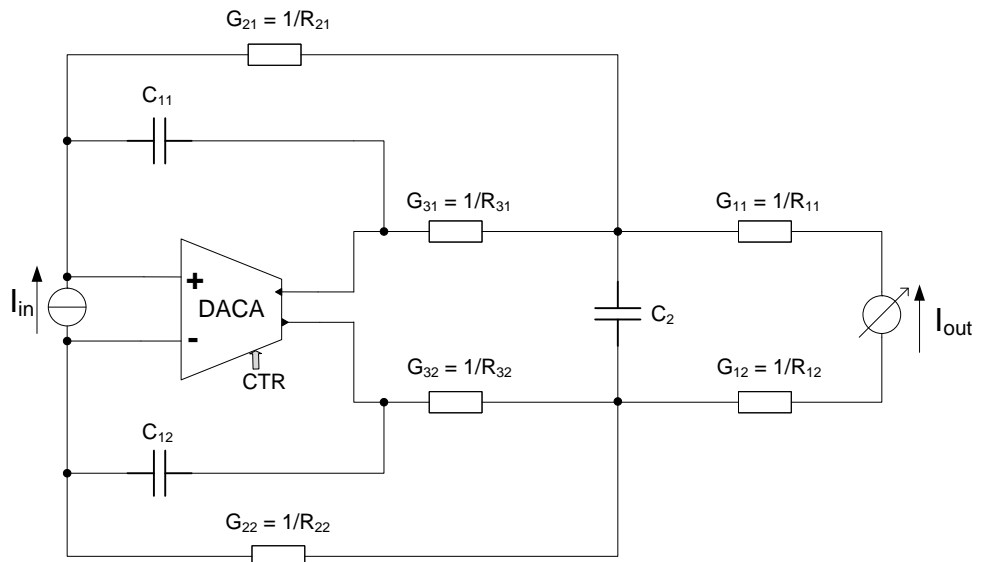 G₂₁ = 1/R₂₁
C₁₁
G₃₁ = 1/R₃₁
G₁₁ = 1/R₁₁
+
DACA
-
CTR
Iin
C₂
Iout
G₃₂ = 1/R₃₂
G₁₂ = 1/R₁₂
C₁₂
G₂₂ = 1/R₂₂